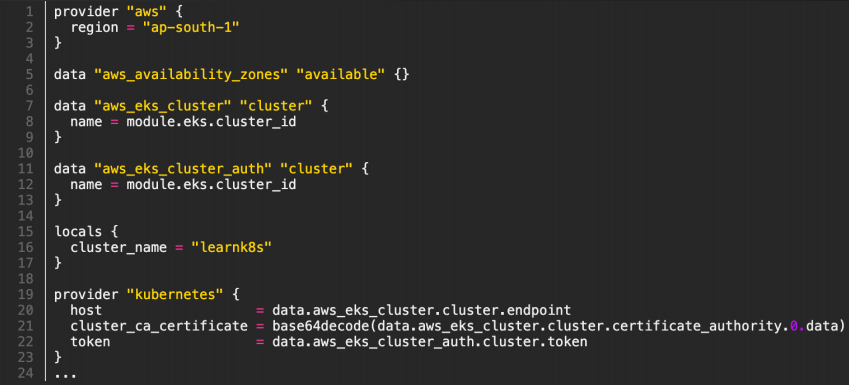 1 provider "aws" {
2   region = "ap-south-1"
3 }
4
5 data "aws_availability_zones" "available" {}
6
7 data "aws_eks_cluster" "cluster" {
8   name = module.eks.cluster_id
9 }
10
11 data "aws_eks_cluster_auth" "cluster" {
12   name = module.eks.cluster_id
13 }
14
15 locals {
16   cluster_name = "learnk8s"
17 }
18
19 provider "kubernetes" {
20   host                   = data.aws_eks_cluster.cluster.endpoint
21   cluster_ca_certificate = base64decode(data.aws_eks_cluster.cluster.certificate_authority.0.data)
22   token                  = data.aws_eks_cluster_auth.cluster.token
23 }
24 ...